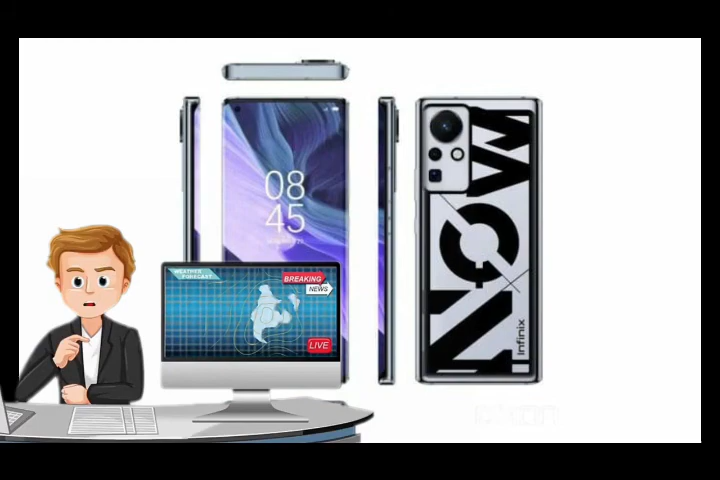 08
45
NOW
Infinix
WEATHER
FORECAST
BREAKING
NEWS
LIVE